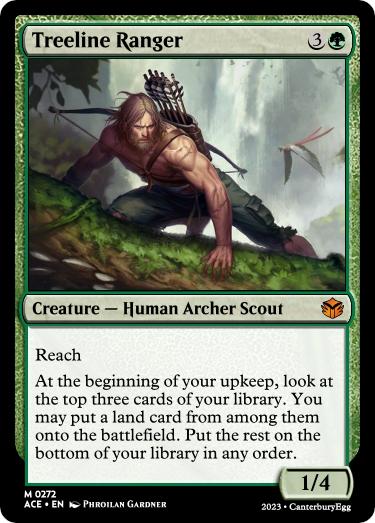 Treeline Ranger 3
Creature — Human Archer Scout
Reach
At the beginning of your upkeep, look at
the top three cards of your library. You
may put a land card from among them
onto the battlefield. Put the rest on the
bottom of your library in any order.
1/4
M 0272
ACE • EN Phroilan Gardner
2023 • CanterburyEgg